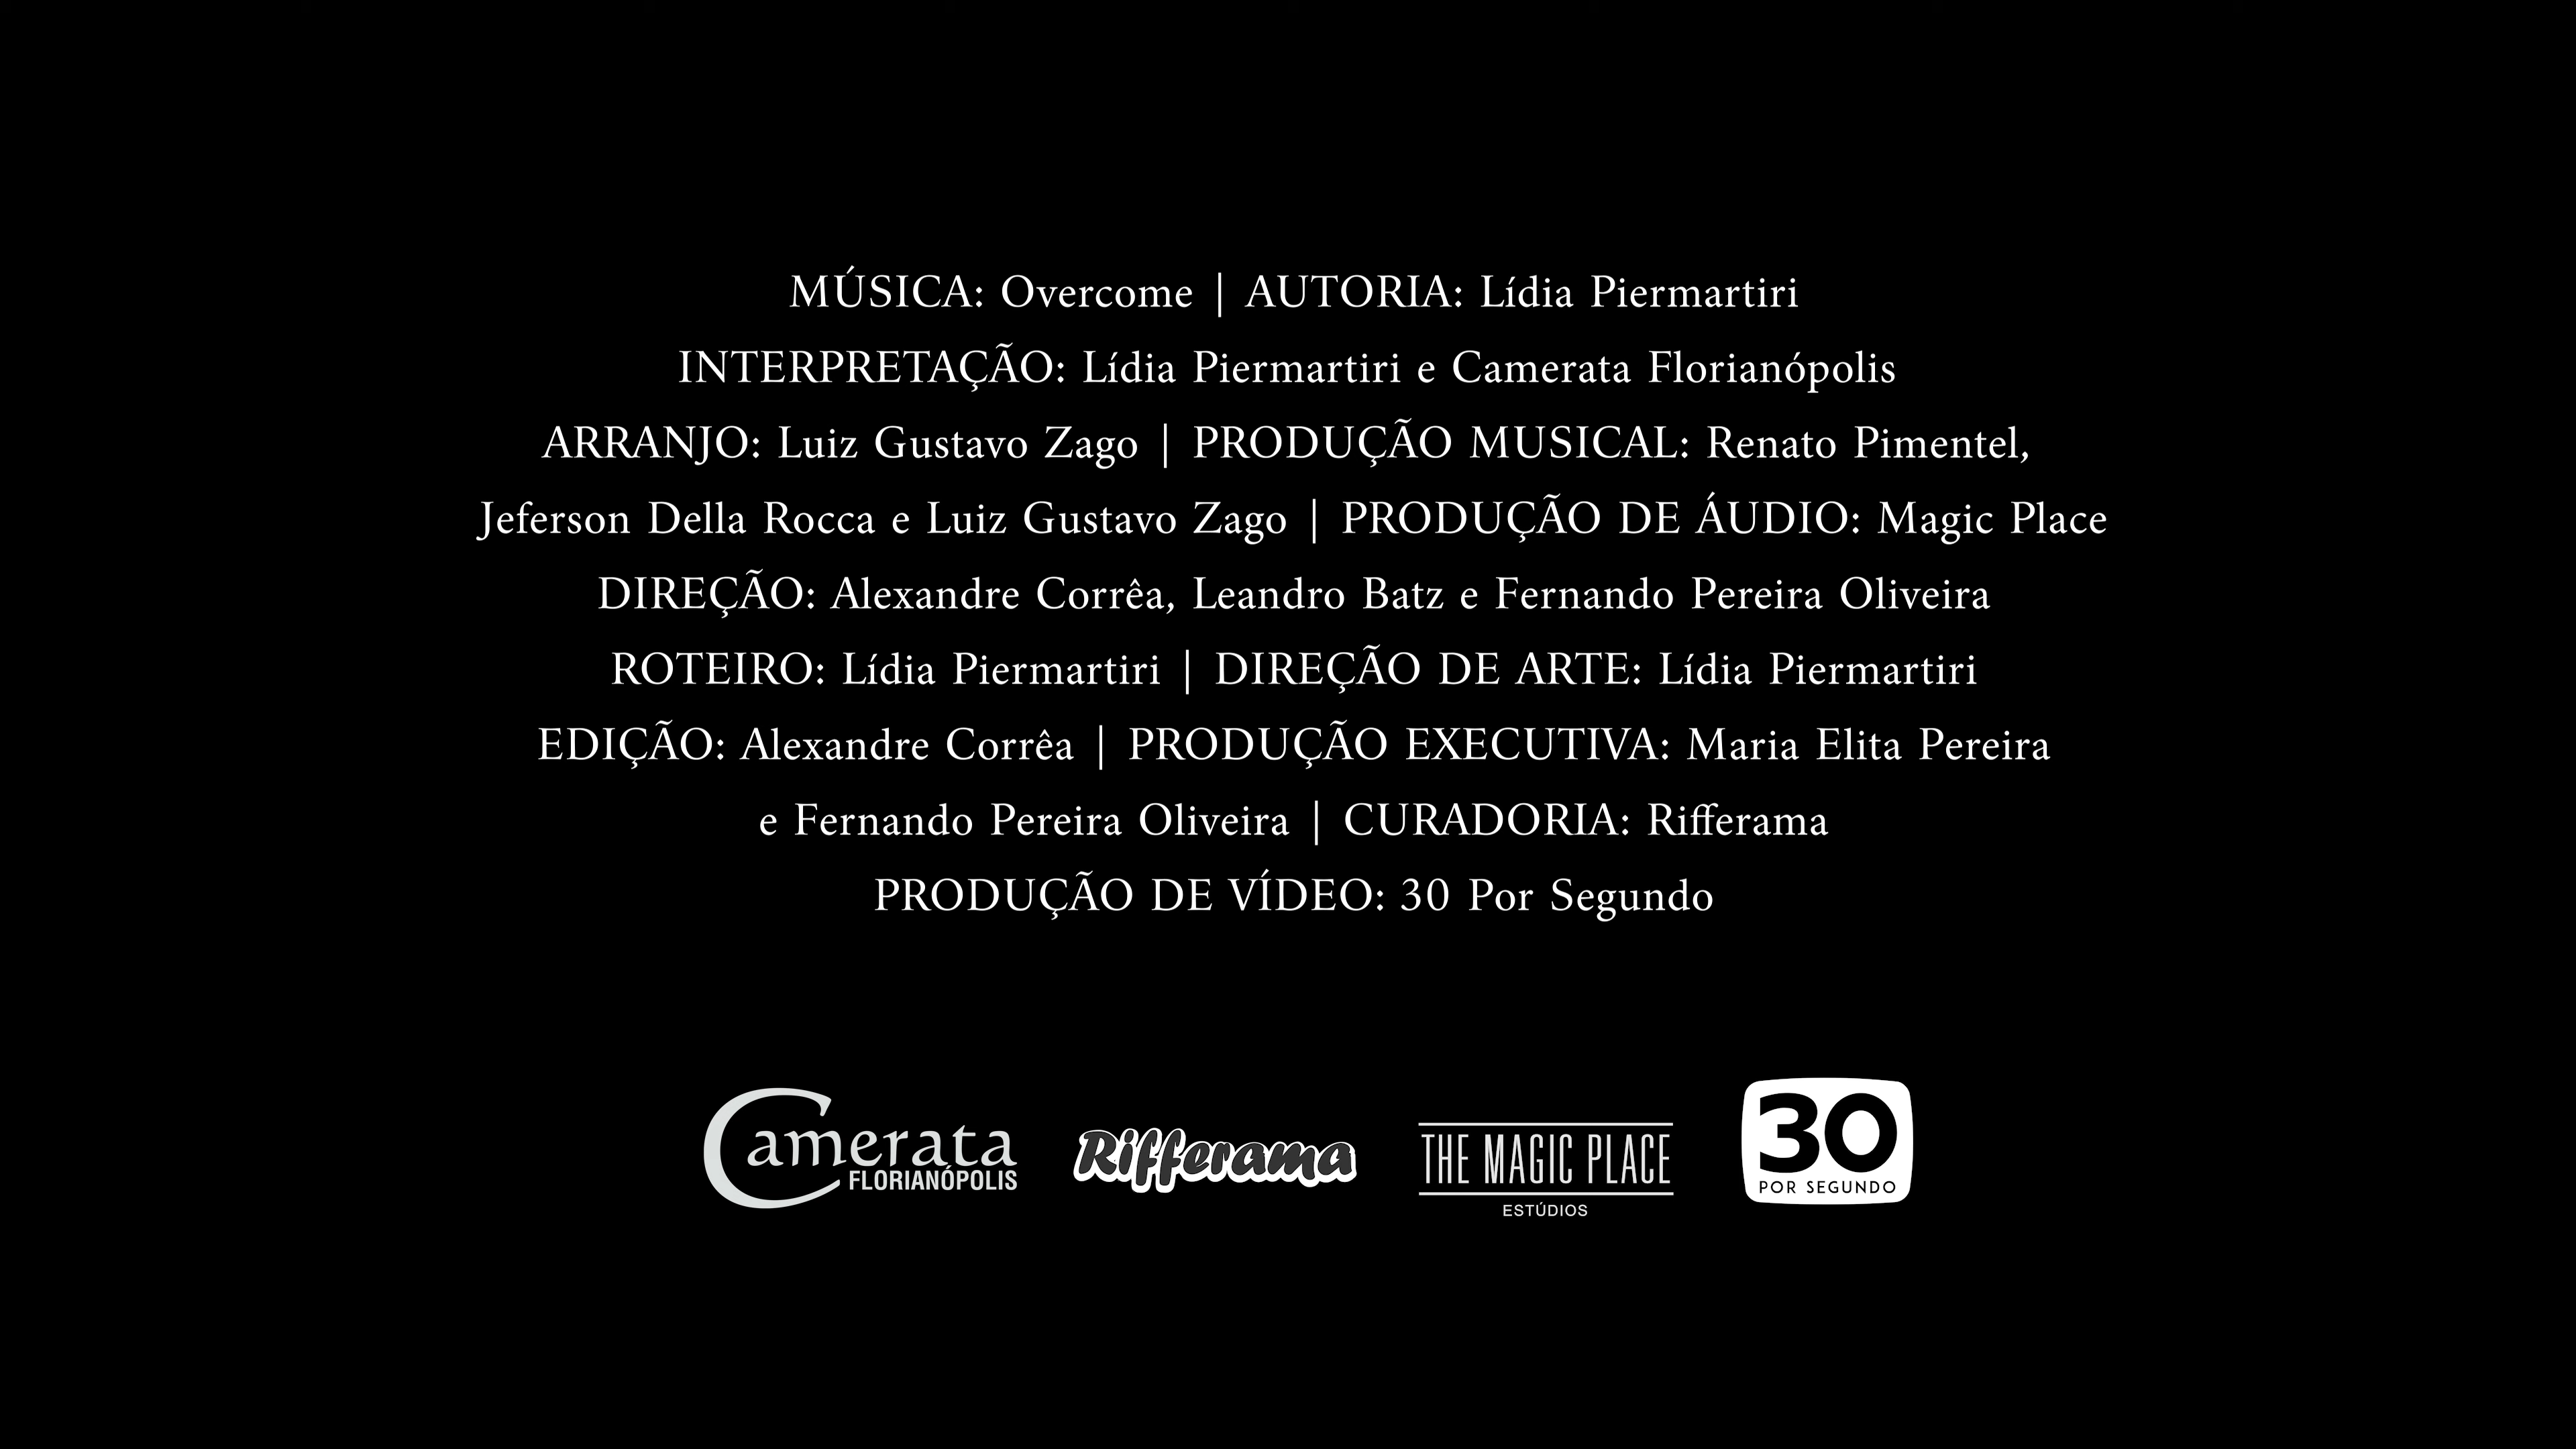 MÚSICA: Overcome | AUTORIA: Lídia Piermartiri
INTERPRETAÇÃO: Lídia Piermartiri e Camerata Florianópolis
ARRANJO: Luiz Gustavo Zago | PRODUÇÃO MUSICAL: Renato Pimentel,
Jeferson Della Rocca e Luiz Gustavo Zago | PRODUÇÃO DE ÁUDIO: Magic Place
DIREÇÃO: Alexandre Corrêa, Leandro Batz e Fernando Pereira Oliveira
ROTEIRO: Lídia Piermartiri | DIREÇÃO DE ARTE: Lídia Piermartiri
EDIÇÃO: Alexandre Corrêa | PRODUÇÃO EXECUTIVA: Maria Elita Pereira
e Fernando Pereira Oliveira | CURADORIA: Rifferama
PRODUÇÃO DE VÍDEO: 30 Por Segundo
Camerata
FLORIANÓPOLIS
Rifferama
THE MAGIC PLACE
ESTÚDIOS
30
POR SEGUNDO